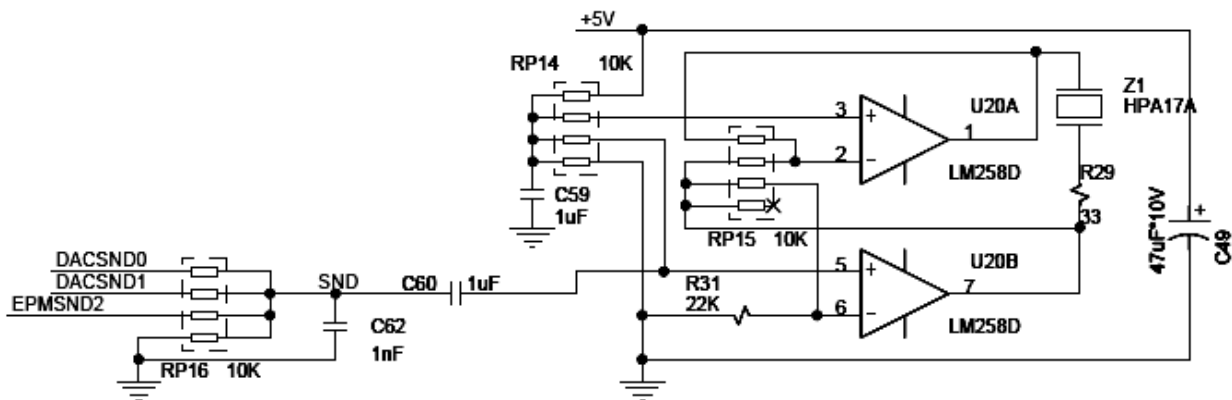 +5V
RP14 10K
Z1
HPA17A
3 + U20A
1
2 -
LM258D
R29
C59
1uF
33
RP15 10K
47uF*10V
+
C49
DACSND0
DACSND1
SND
C60 1uF
5 + U20B
R31
7
EPMSND2
22K
6 -
C62
LM258D
1nF
RP16 10K